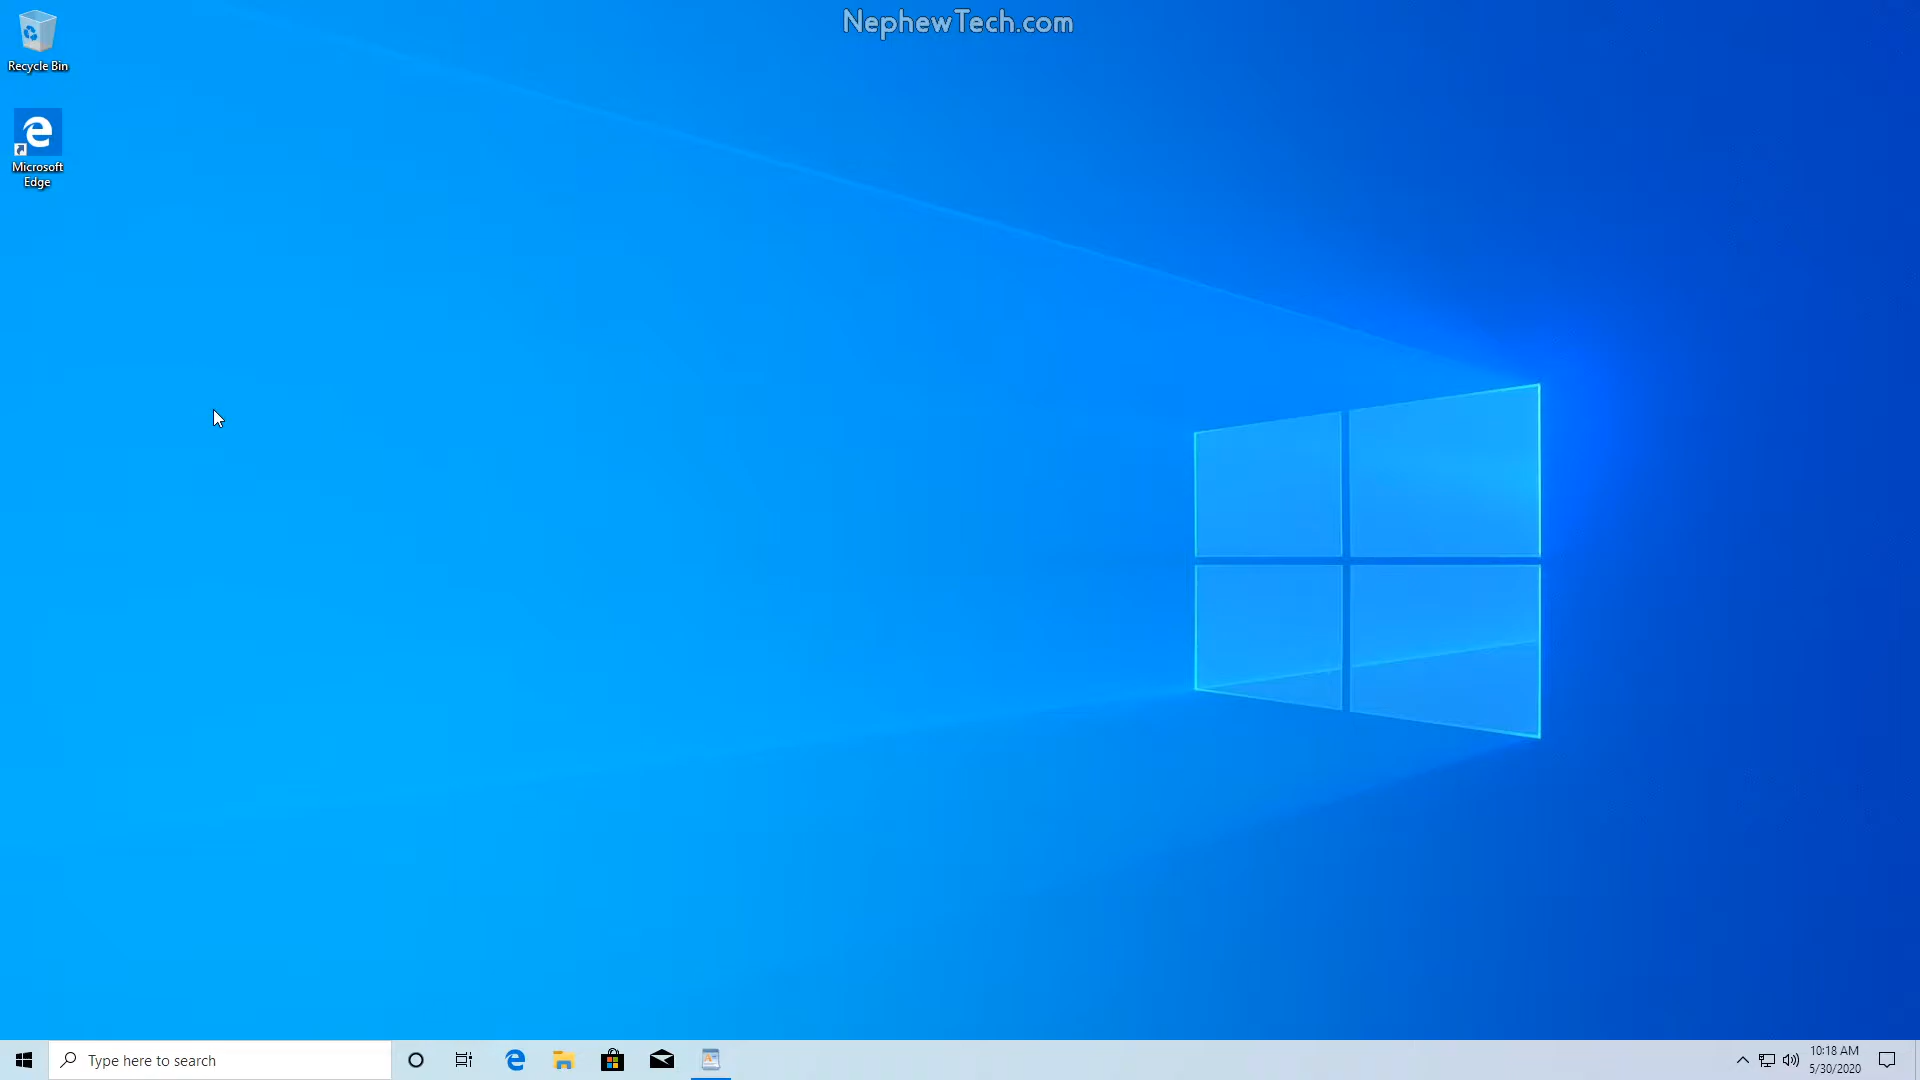 NephewTech.com
Recycle Bin
Microsoft
Edge
Type here to search
10:18 AM
5/30/2020